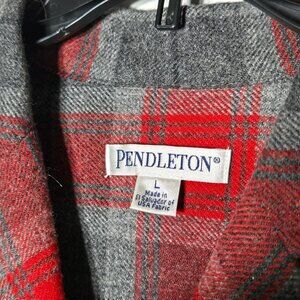 PENDLETON®
L
Made in
El Salvador of
USA Fabric